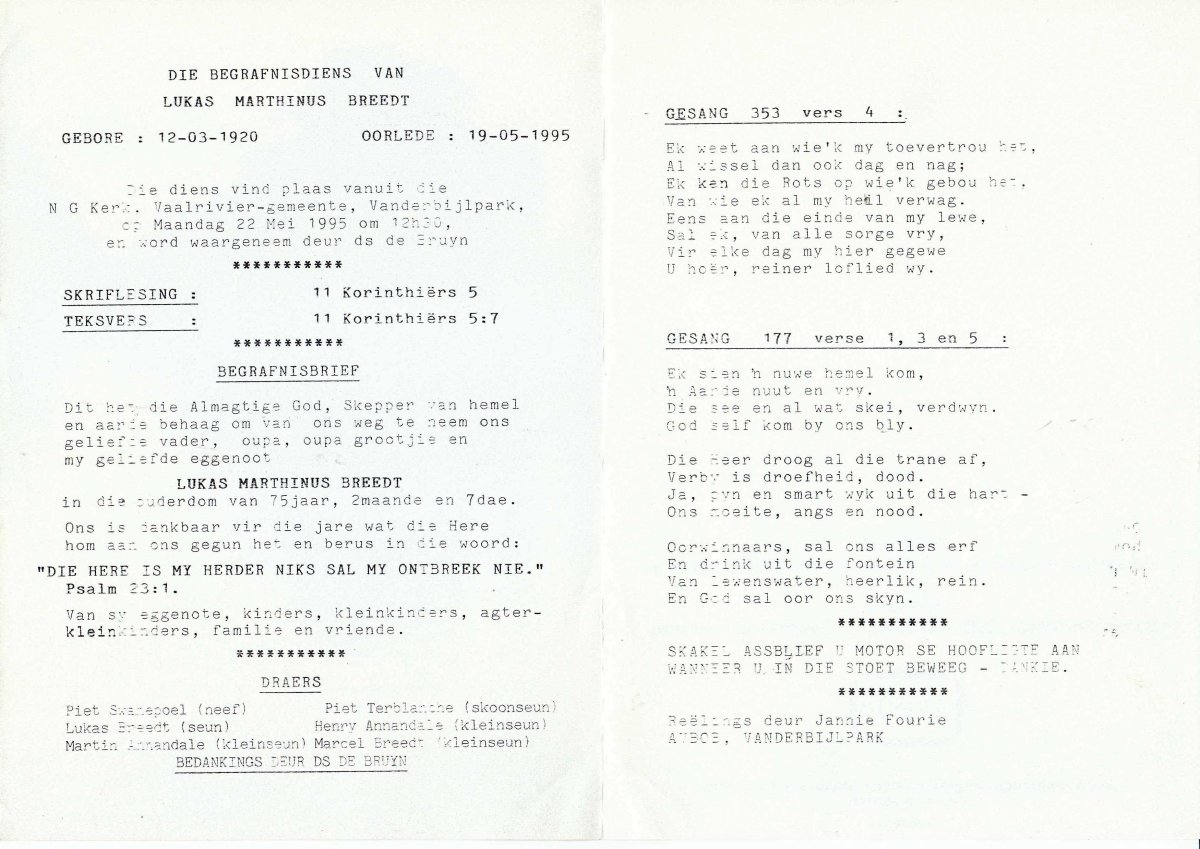 DIE BEGRAFNISDIENS VAN
LUKAS MARTHINUS BREEDT
GEBORE : 12-03-1920 OORLEDE : 19-05-1995
Die diens vind plaas vanuit die
N G Kerk. Vaalrivier-gemeente, Vanderbijlpark,
op Maandag 22 Mei 1995 om 12h30,
en word waargeneem deur ds de Bruyn
***********
SKRIFLESING : 11 Korinthiërs 5
TEKSVERS : 11 Korinthiërs 5:7
***********
BEGRAFNISBRIEF
Dit het die Almagtige God, Skepper van hemel
en aarde behaag om van ons weg te neem ons
geliefde vader, oupa, oupa grootjie en
my geliefde eggenoot
LUKAS MARTHINUS BREEDT
in die ouderdom van 75jaar, 2maande en 7dae.
Ons is dankbaar vir die jare wat die Here
hom aan ons gegun het en berus in die woord:
"DIE HERE IS MY HERDER NIKS SAL MY ONTBREEK NIE."
Psalm 23:1.
Van sy eggenote, kinders, kleinkinders, agter-
kleinkinders, familie en vriende.
***********
DRAERS
Piet Swanepoel (neef) Piet Terblanche (skoonseun)
Lukas Breedt (seun) Henry Annandale (kleinseun)
Martin Annandale (kleinseun) Marcel Breedt (kleinseun)
BEDANKINGS DEUR DS DE BRUYN
GESANG 353 vers 4 :
Ek weet aan wie'k my toevertrou het,
Al wissel dan ook dag en nag;
Ek ken die Rots op wie'k gebou het,
Van wie ek al my heil verwag.
Eens aan die einde van my lewe,
Sal ek, van alle sorge vry,
Vir elke dag my hier gegewe
U hoër, reiner loflied wy.
GESANG 177 verse 1, 3 en 5 :
Ek sien 'n nuwe hemel kom,
'n Aarde nuut en vry.
Die see en al wat skei, verdwyn.
God self kom by ons bly.
Die Heer droog al die trane af,
Verby is droefheid, dood.
Ja, pyn en smart wyk uit die hart -
Ons moeite, angs en nood.
Oorwinnaars, sal ons alles erf
En drink uit die fontein
Van lewenswater, heerlik, rein.
En God sal oor ons skyn.
***********
SKAKEL ASSBLIEF U MOTOR SE HOOFLIGTE AAN
WANNEER U IN DIE STOET BEWEEG - DANKIE.
***********
Reëlings deur Jannie Fourie
AVBOB, VANDERBIJLPARK